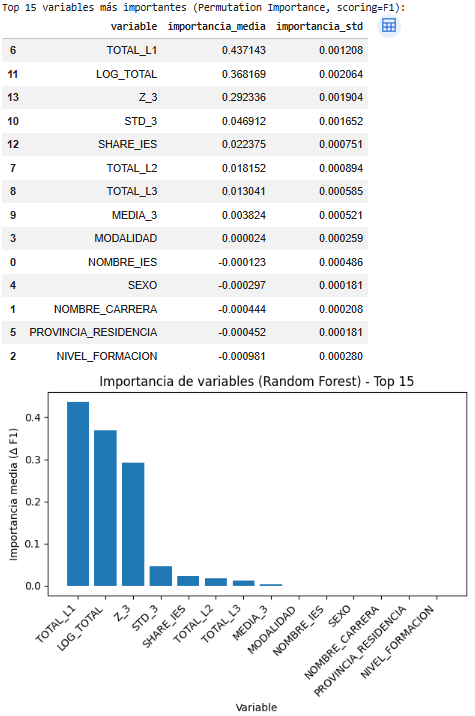 Top 15 variables más importantes (Permutation Importance, scoring=F1):
variable importancia_media importancia_std
6 TOTAL_L1 0.437143 0.001208
11 LOG_TOTAL 0.368169 0.002064
13 Z_3 0.292336 0.001904
10 STD_3 0.046912 0.001652
12 SHARE_IES 0.022375 0.000751
7 TOTAL_L2 0.018152 0.000894
8 TOTAL_L3 0.013041 0.000585
9 MEDIA_3 0.003824 0.000521
3 MODALIDAD 0.000024 0.000259
0 NOMBRE_IES -0.000123 0.000486
4 SEXO -0.000297 0.000181
1 NOMBRE_CARRERA -0.000444 0.000208
5 PROVINCIA_RESIDENCIA -0.000452 0.000181
2 NIVEL_FORMACION -0.000981 0.000280
Importancia de variables (Random Forest) - Top 15
Importancia media (Δ F1)
0.4
0.3
0.2
0.1
0.0
TOTAL_L1
LOG_TOTAL
Z_3
STD_3
SHARE_IES
TOTAL_L2
TOTAL_L3
MEDIA_3
MODALIDAD
NOMBRE_IES
SEXO
NOMBRE_CARRERA
PROVINCIA_RESIDENCIA
NIVEL_FORMACION
Variable